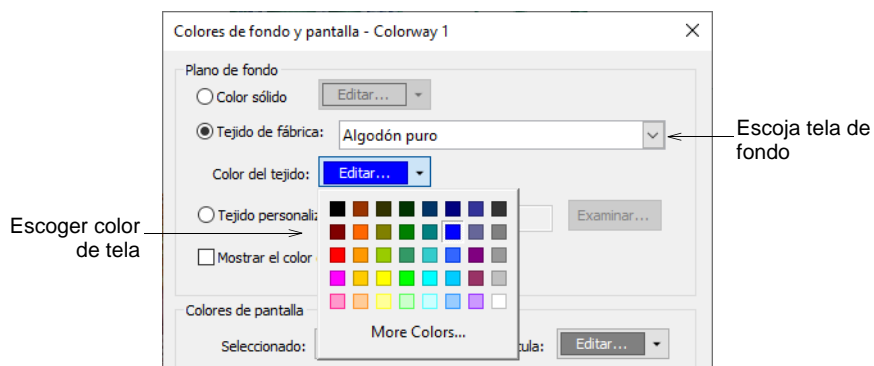 Colores de fondo y pantalla - Colorway 1
Plano de fondo
Color sólido Editar...
Tejido de fábrica: Algodón puro
Escoja tela de
fondo
Color del tejido: Editar...
Escoger color
de tela
Tejido personaliz Examinar...
Mostrar el color
More Colors...
Colores de pantalla
Seleccionado: cula: Editar...